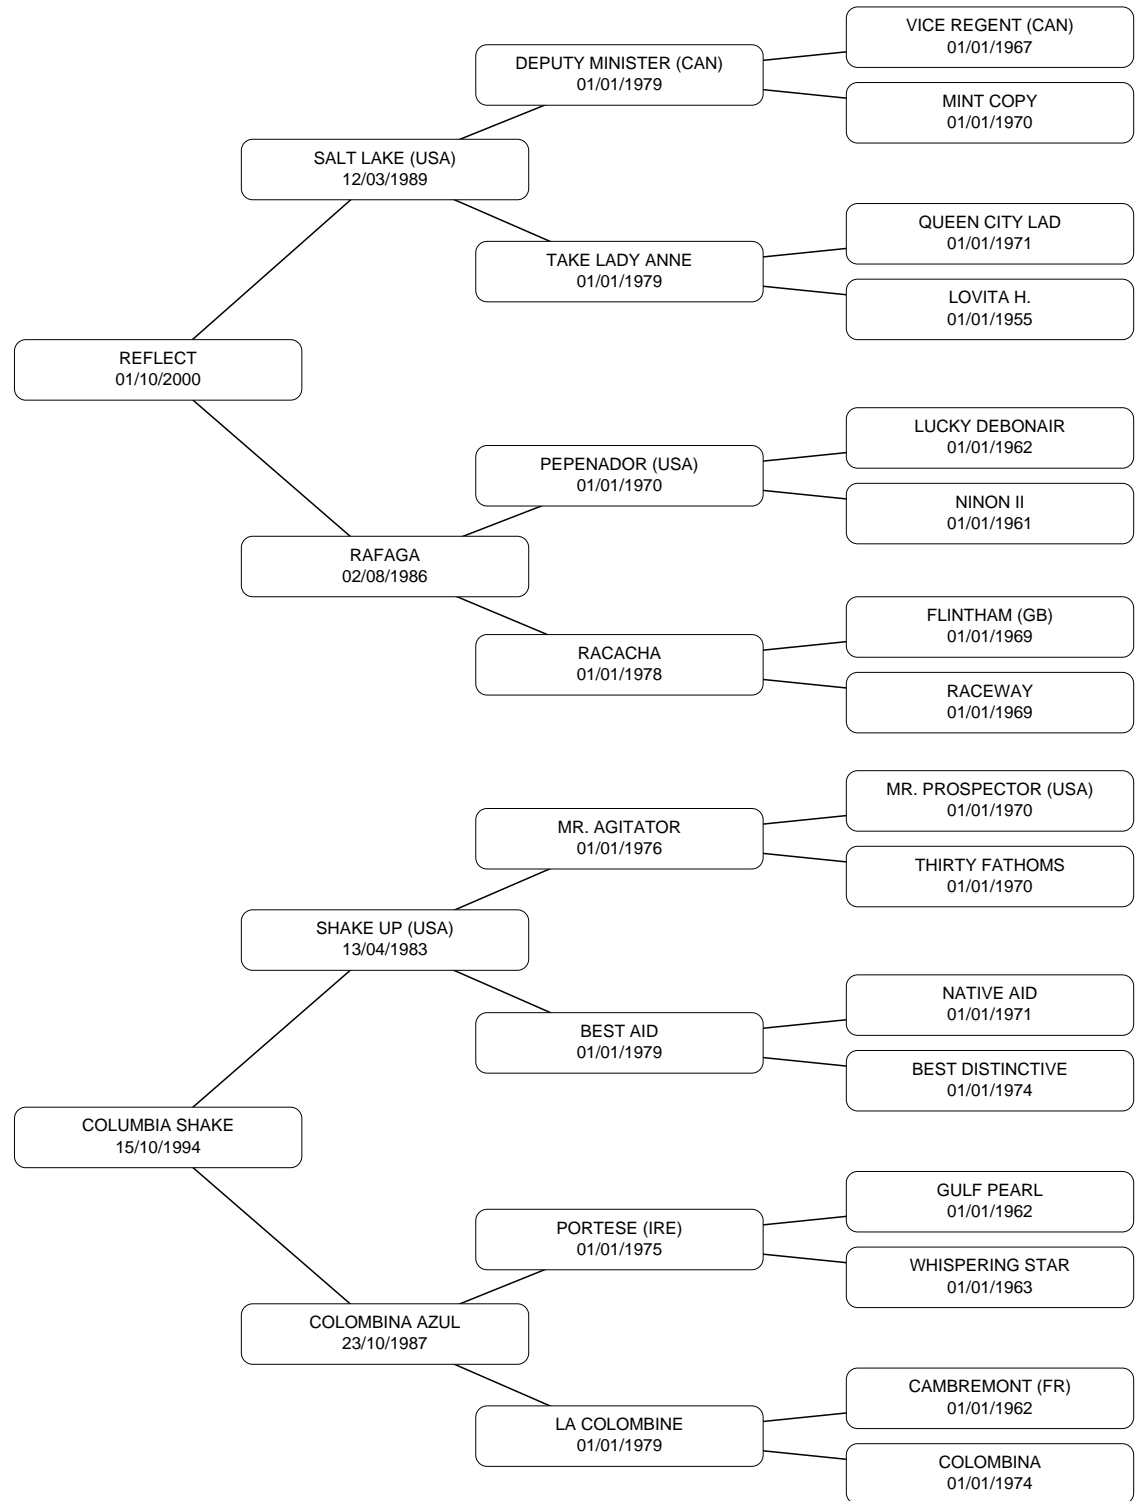 VICE REGENT (CAN)
01/01/1967
DEPUTY MINISTER (CAN)
01/01/1979
MINT COPY
01/01/1970
SALT LAKE (USA)
12/03/1989
QUEEN CITY LAD
01/01/1971
TAKE LADY ANNE
01/01/1979
LOVITA H.
01/01/1955
REFLECT
01/10/2000
LUCKY DEBONAIR
01/01/1962
PEPENADOR (USA)
01/01/1970
NINON II
01/01/1961
RAFAGA
02/08/1986
FLINTHAM (GB)
01/01/1969
RACACHA
01/01/1978
RACEWAY
01/01/1969
MR. PROSPECTOR (USA)
01/01/1970
MR. AGITATOR
01/01/1976
THIRTY FATHOMS
01/01/1970
SHAKE UP (USA)
13/04/1983
NATIVE AID
01/01/1971
BEST AID
01/01/1979
BEST DISTINCTIVE
01/01/1974
COLUMBIA SHAKE
15/10/1994
GULF PEARL
01/01/1962
PORTESE (IRE)
01/01/1975
WHISPERING STAR
01/01/1963
COLOMBINA AZUL
23/10/1987
CAMBREMONT (FR)
01/01/1962
LA COLOMBINE
01/01/1979
COLOMBINA
01/01/1974